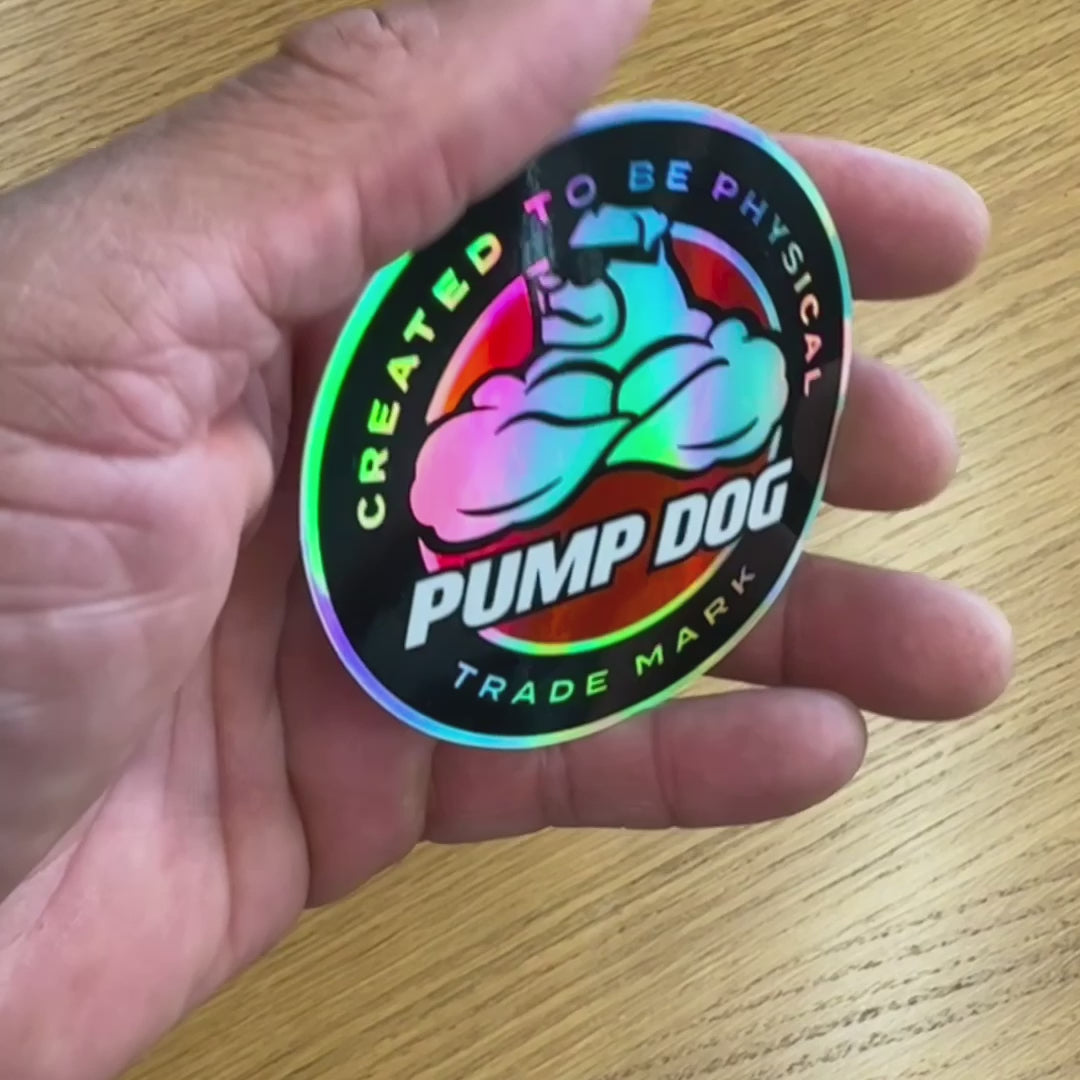 CREATED TO BE PHYSICAL
PUMP DOG
TRADE MARK